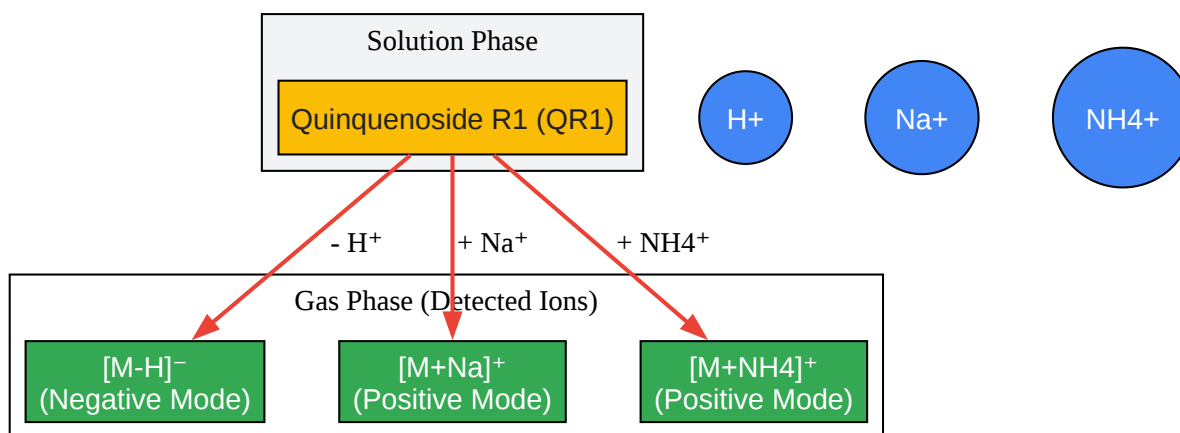 Solution Phase
Quinquenoside R1 (QR1)
H+
Na+
NH4+
- H⁺
+ Na⁺
+ NH4⁺
Gas Phase (Detected Ions)
[M-H]⁻
(Negative Mode)
[M+Na]⁺
(Positive Mode)
[M+NH4]⁺
(Positive Mode)